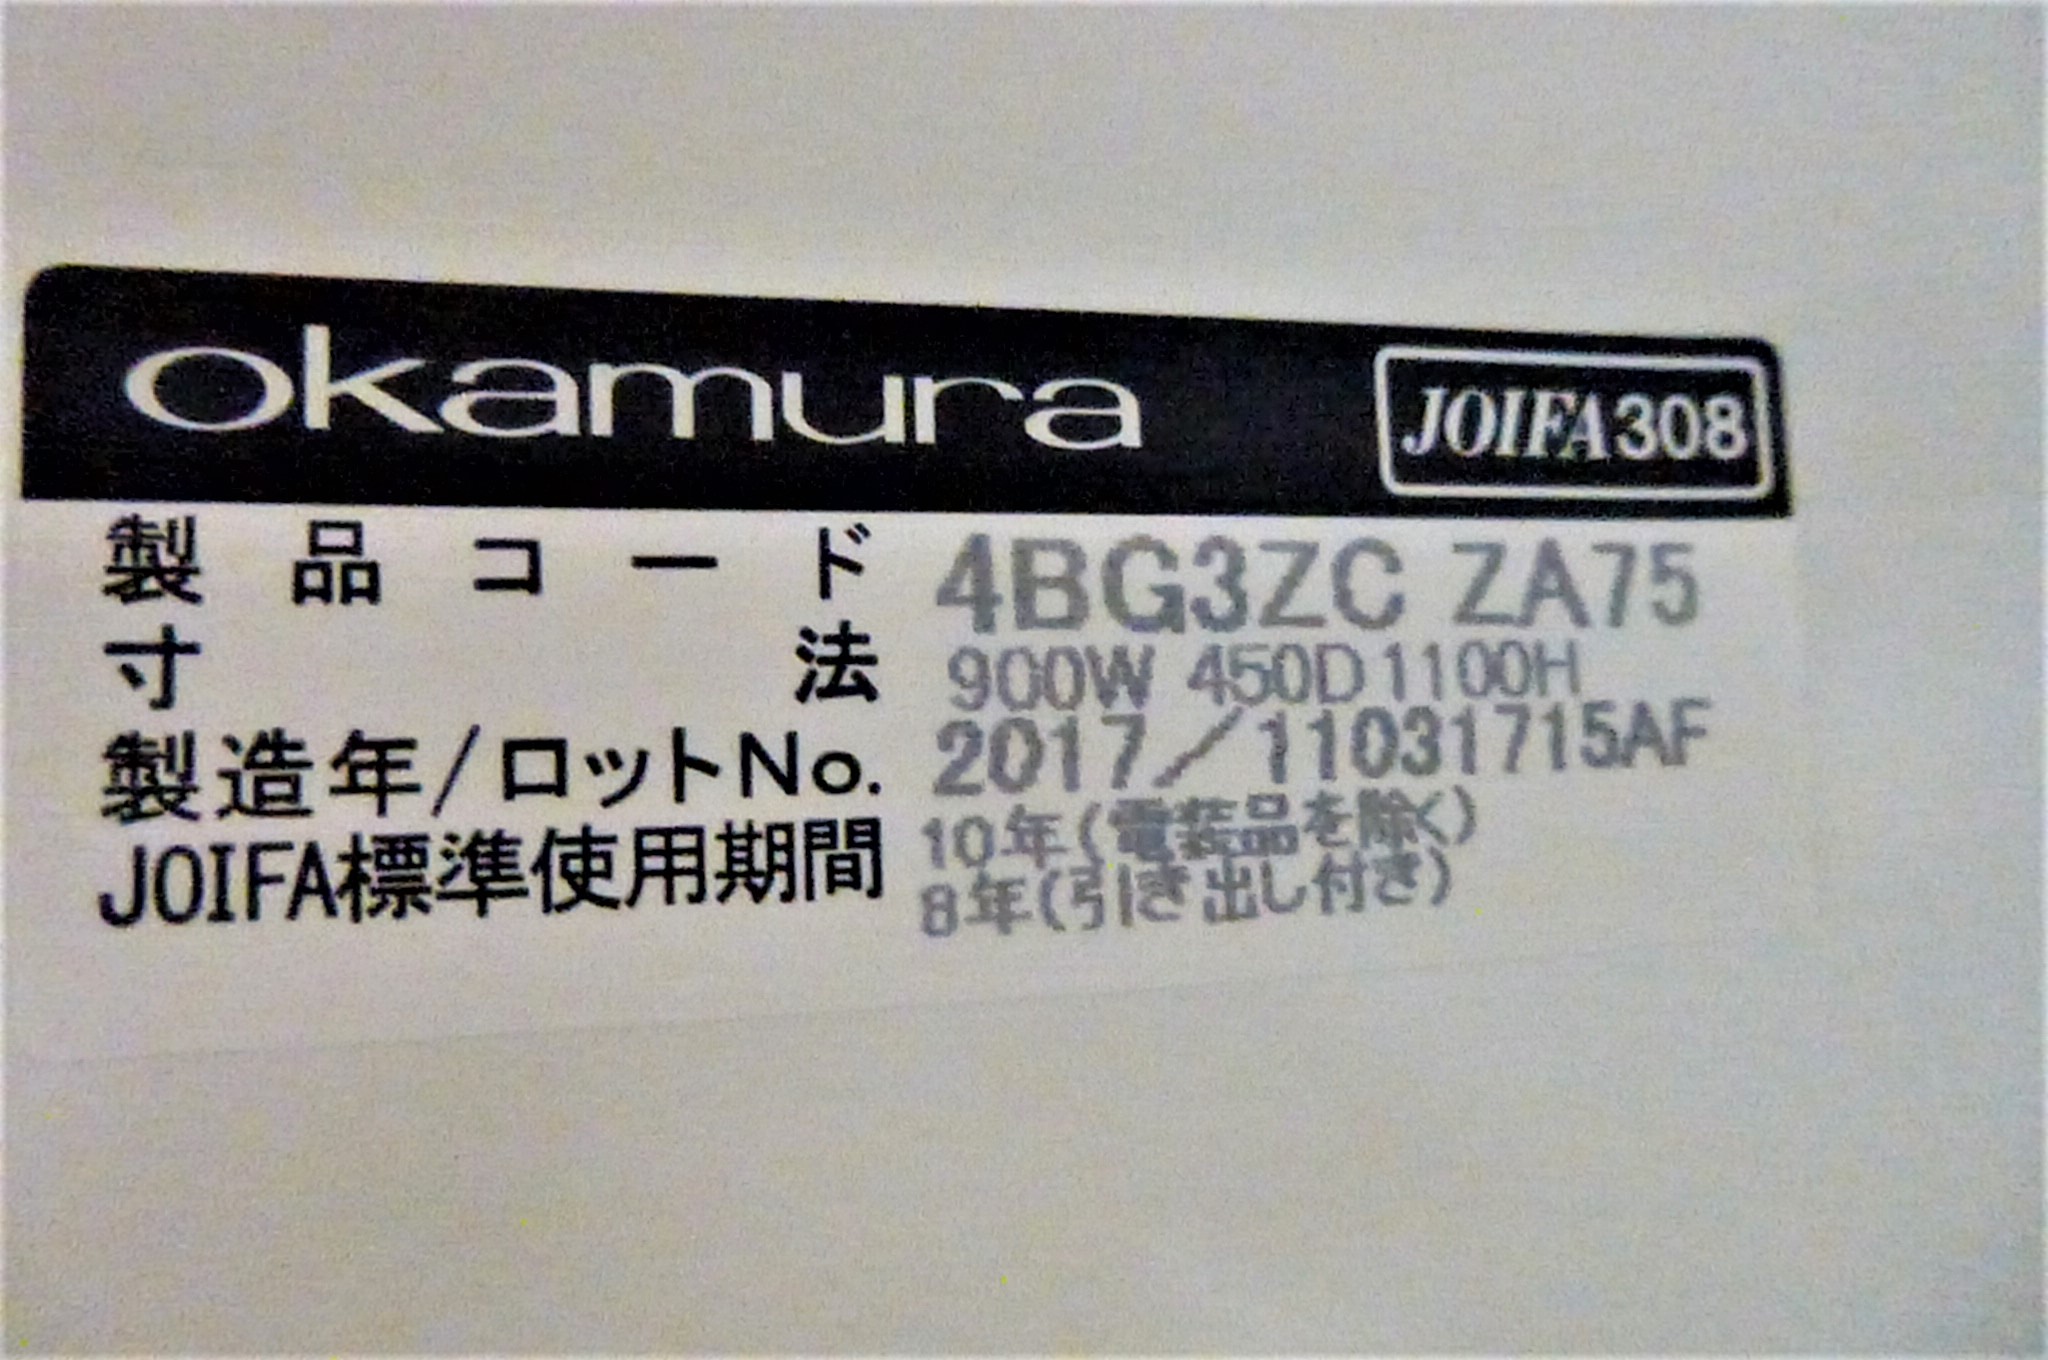 okamura JOIFA308
製品コード 4BG3ZC ZA75
寸法 900W 450D 1100H
製造年/ロットNo. 2017/11031715AF
JOIFA標準使用期間 10年(電装品を除く)
8年(引き出し付き)